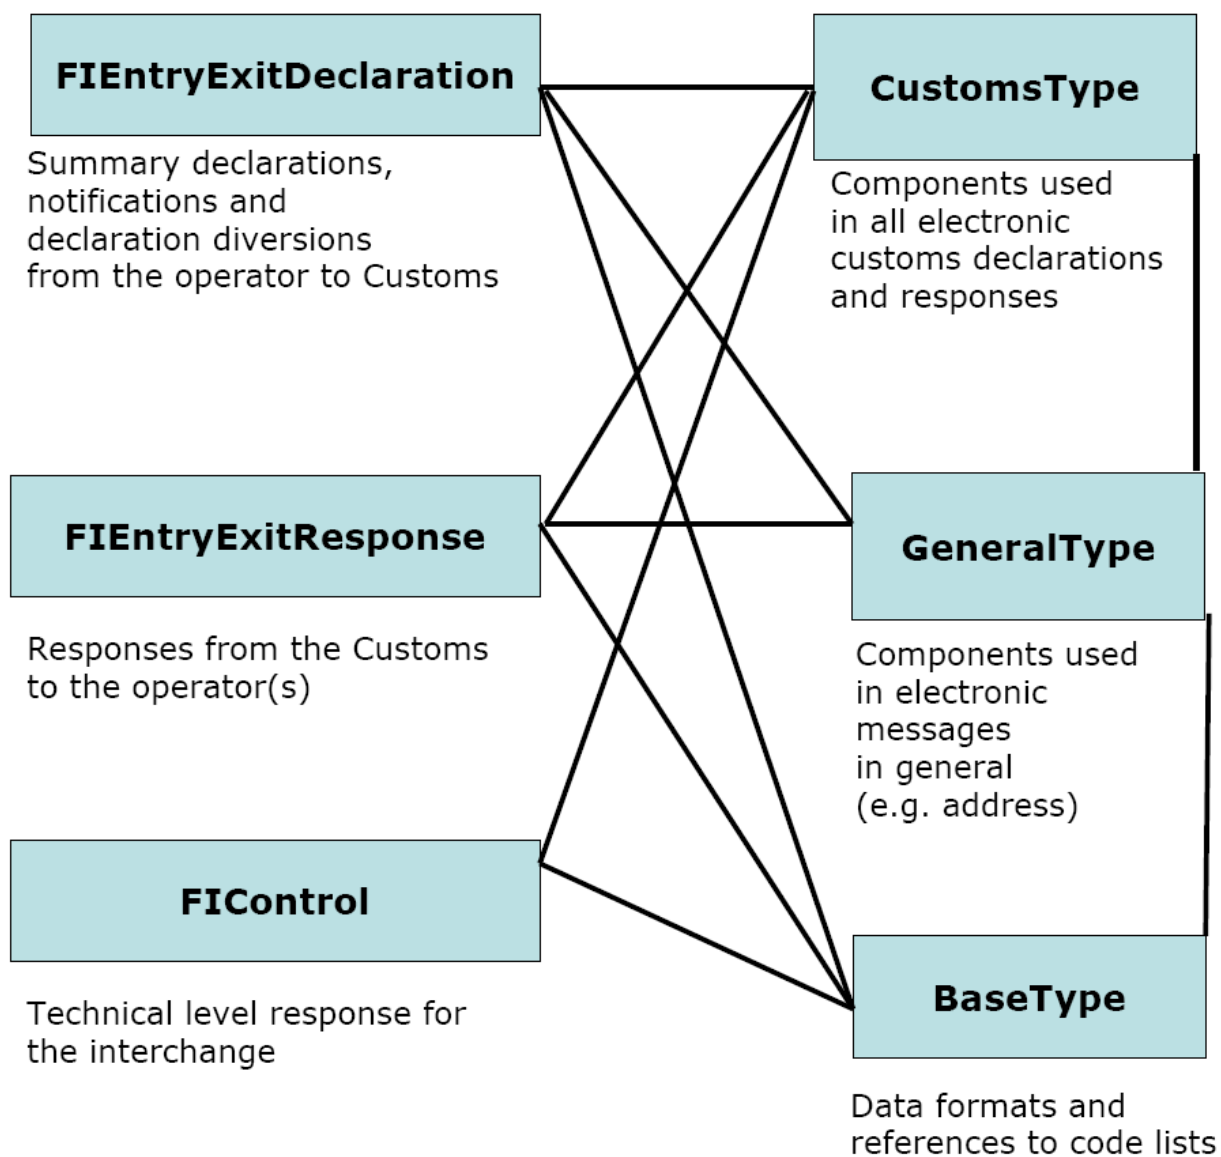 FIEntryExitDeclaration
Summary declarations,
notifications and
declaration diversions
from the operator to Customs
CustomsType
Components used
in all electronic
customs declarations
and responses
FIEntryExitResponse
Responses from the Customs
to the operator(s)
GeneralType
Components used
in electronic
messages
in general
(e.g. address)
FIControl
Technical level response for
the interchange
BaseType
Data formats and
references to code lists